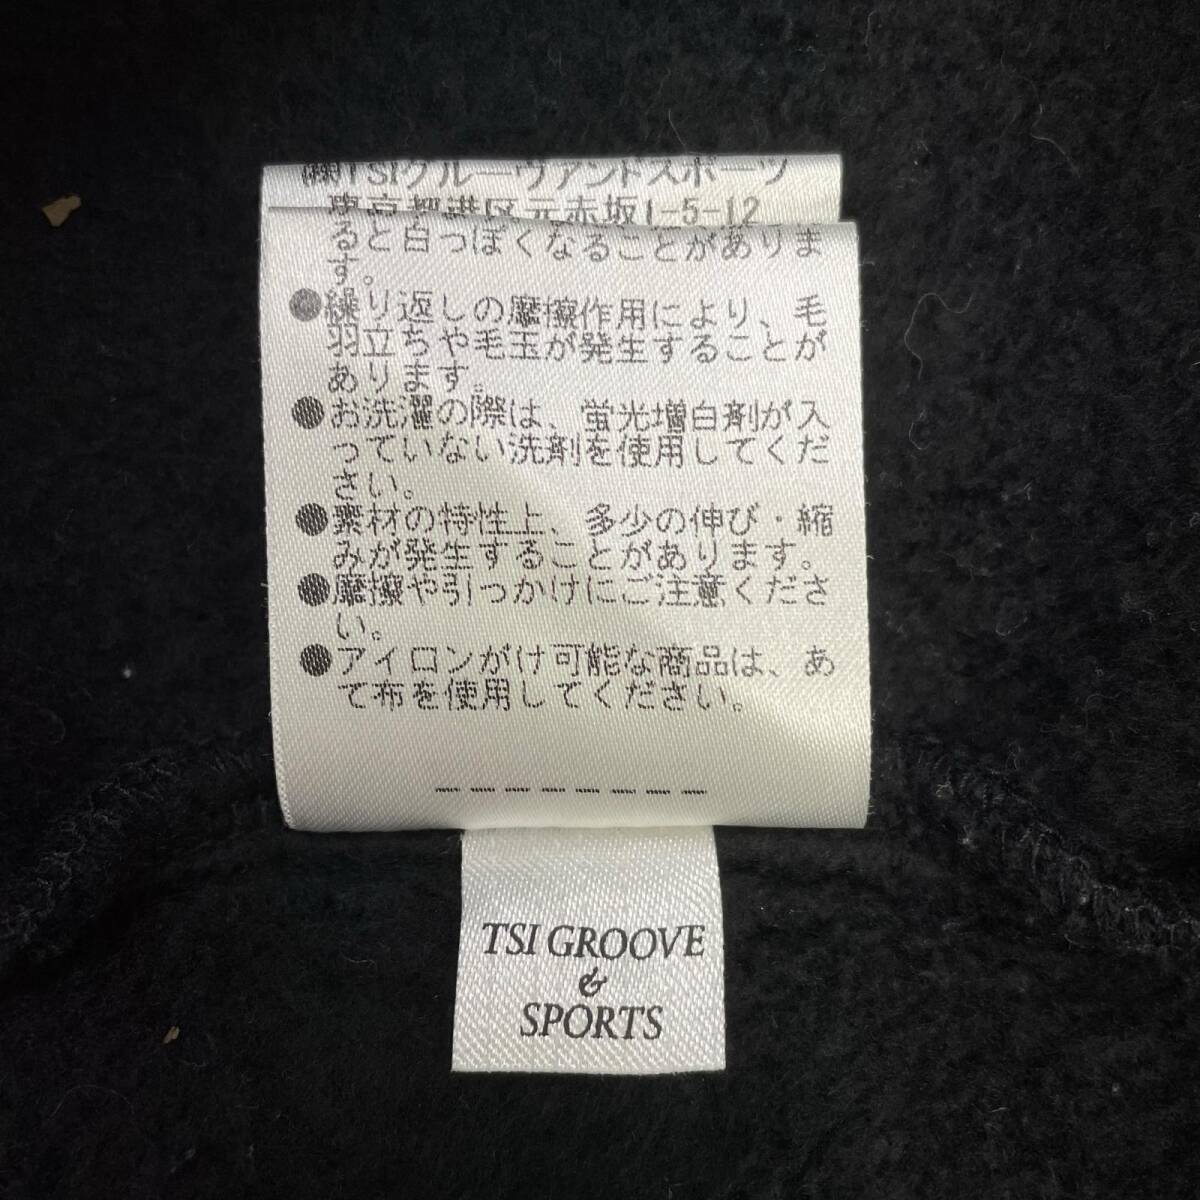 ㈱TSIグルーヴアンドスポーツ
東京都港区元赤坂1-5-12
ると白っぽくなることがありま
す。
●繰り返しの摩擦作用により、毛
羽立ちや毛玉が発生することが
あります。
●お洗濯の際は、蛍光増白剤が入
っていない洗剤を使用してくだ
さい。
●素材の特性上、多少の伸び・縮
みが発生することがあります。
●摩擦や引っかけにご注意くださ
い。
●アイロンがけ可能な商品は、あ
て布を使用してください。
TSI GROOVE
&
SPORTS